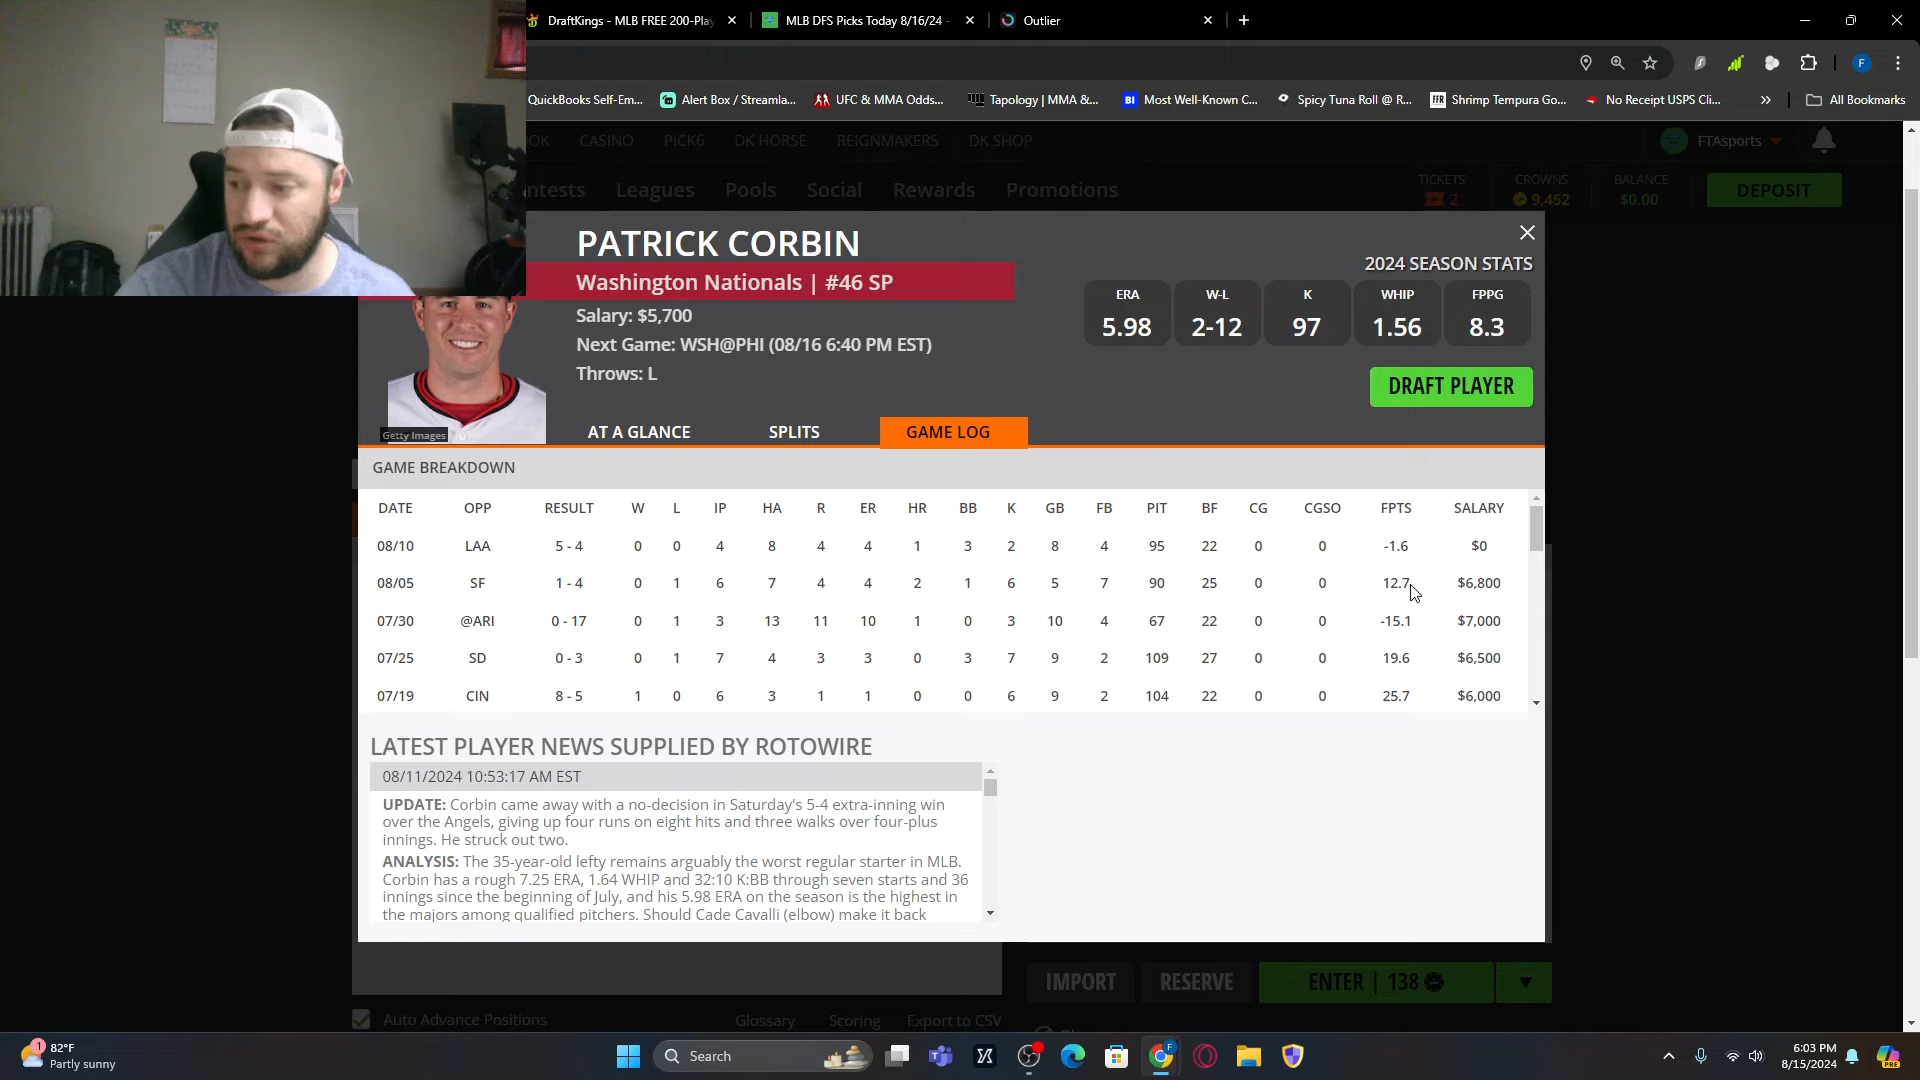 DraftKings - MLB FREE 200-Play
MLB DFS Picks Today 8/16/24 -
Outlier
QuickBooks Self-Em...
Alert Box / Streamla...
UFC & MMA Odds...
Tapology | MMA &...
BI Most Well-Known C...
Spicy Tuna Roll @ R...
FFR Shrimp Tempura Go...
No Receipt USPS Cli...
All Bookmarks
OK CASINO PICK6 DK HORSE REIGNMAKERS DK SHOP
FTAsports
ntests Leagues Pools Social Rewards Promotions
TICKETS CROWNS BALANCE
2 9,452 $0.00
DEPOSIT
PATRICK CORBIN
Washington Nationals | #46 SP
Salary: $5,700
Next Game: WSH@PHI (08/16 6:40 PM EST)
Throws: L
2024 SEASON STATS
ERA W-L K WHIP FPPG
5.98 2-12 97 1.56 8.3
DRAFT PLAYER
Getty Images
AT A GLANCE SPLITS GAME LOG
GAME BREAKDOWN
DATE OPP RESULT W L IP HA R ER HR BB K GB FB PIT BF CG CGSO FPTS SALARY
08/10 LAA 5 - 4 0 0 4 8 4 4 1 3 2 8 4 95 22 0 0 -1.6 $0
08/05 SF 1 - 4 0 1 6 7 4 4 2 1 6 5 7 90 25 0 0 12.7 $6,800
07/30 @ARI 0 - 17 0 1 3 13 11 10 1 0 3 10 4 67 22 0 0 -15.1 $7,000
07/25 SD 0 - 3 0 1 7 4 3 3 0 3 7 9 2 109 27 0 0 19.6 $6,500
07/19 CIN 8 - 5 1 0 6 3 1 1 0 0 6 9 2 104 22 0 0 25.7 $6,000
LATEST PLAYER NEWS SUPPLIED BY ROTOWIRE
08/11/2024 10:53:17 AM EST
UPDATE: Corbin came away with a no-decision in Saturday's 5-4 extra-inning win
over the Angels, giving up four runs on eight hits and three walks over four-plus
innings. He struck out two.
ANALYSIS: The 35-year-old lefty remains arguably the worst regular starter in MLB.
Corbin has a rough 7.25 ERA, 1.64 WHIP and 32:10 K:BB through seven starts and 36
innings since the beginning of July, and his 5.98 ERA on the season is the highest in
the majors among qualified pitchers. Should Cade Cavalli (elbow) make it back
IMPORT RESERVE ENTER | 138
Auto Advance Positions
Glossary Scoring Export to CSV
1
82°F
Partly sunny
Search
6:03 PM
8/15/2024